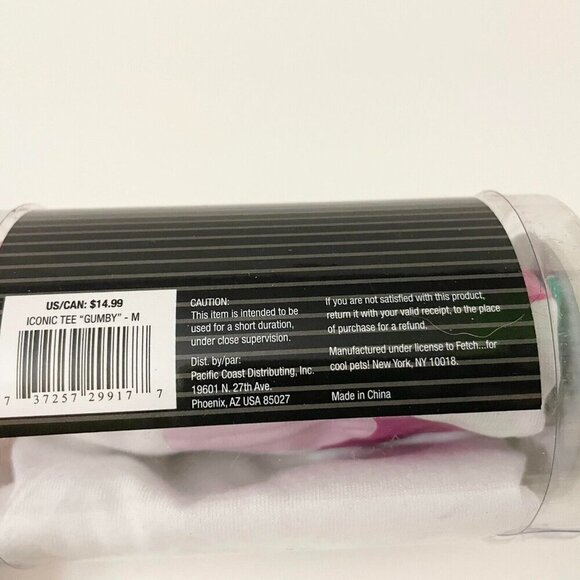 US/CAN: $14.99
ICONIC TEE “GUMBY” - M
7 37257 29917 7
CAUTION:
This item is intended to be
used for a short duration,
under close supervision.
Dist. by/par:
Pacific Coast Distributing, Inc.
19601 N. 27th Ave.
Phoenix, AZ USA 85027
If you are not satisfied with this product,
return it with your valid receipt, to the place
of purchase for a refund.
Manufactured under license to Fetch...for
cool pets! New York, NY 10018.
Made in China